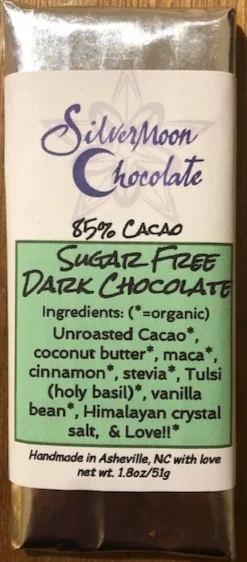 SilverMoon
Chocolate
85% Cacao
Sugar Free
Dark Chocolate
Ingredients: (*=organic)
Unroasted Cacao*,
coconut butter*, maca*,
cinnamon*, stevia*, Tulsi
(holy basil)*, vanilla
bean*, Himalayan crystal
salt, & Love!!*
Handmade in Asheville, NC with love
net wt. 1.8oz/51g